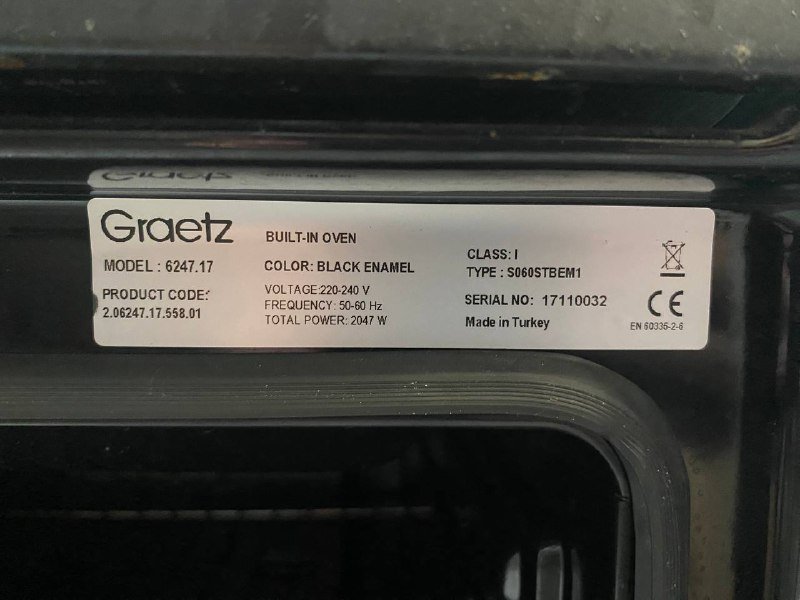 Graetz
BUILT-IN OVEN
MODEL : 6247.17
COLOR: BLACK ENAMEL
CLASS: I
TYPE : S060STBEM1
PRODUCT CODE:
2.06247.17.558.01
VOLTAGE:220-240 V
FREQUENCY: 50-60 Hz
TOTAL POWER: 2047 W
SERIAL NO: 17110032
Made in Turkey
CE
EN 60335-2-6